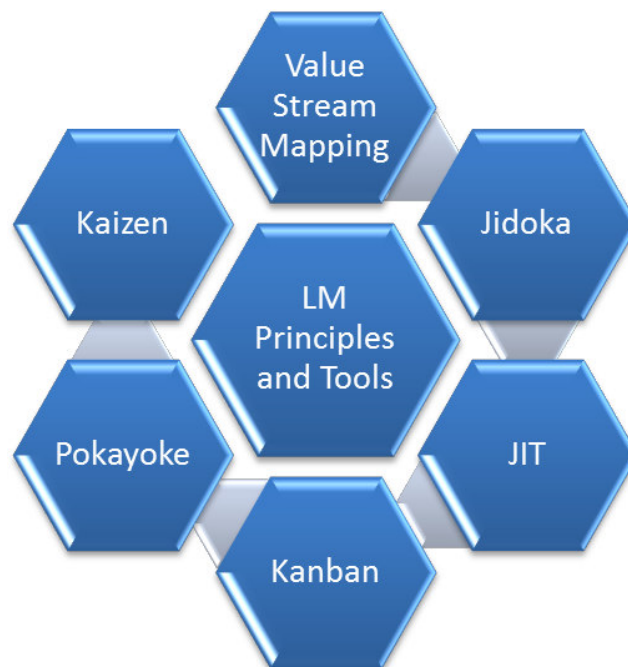 Value
Stream
Mapping
Kaizen
Jidoka
LM
Principles
and Tools
Pokayoke
JIT
Kanban